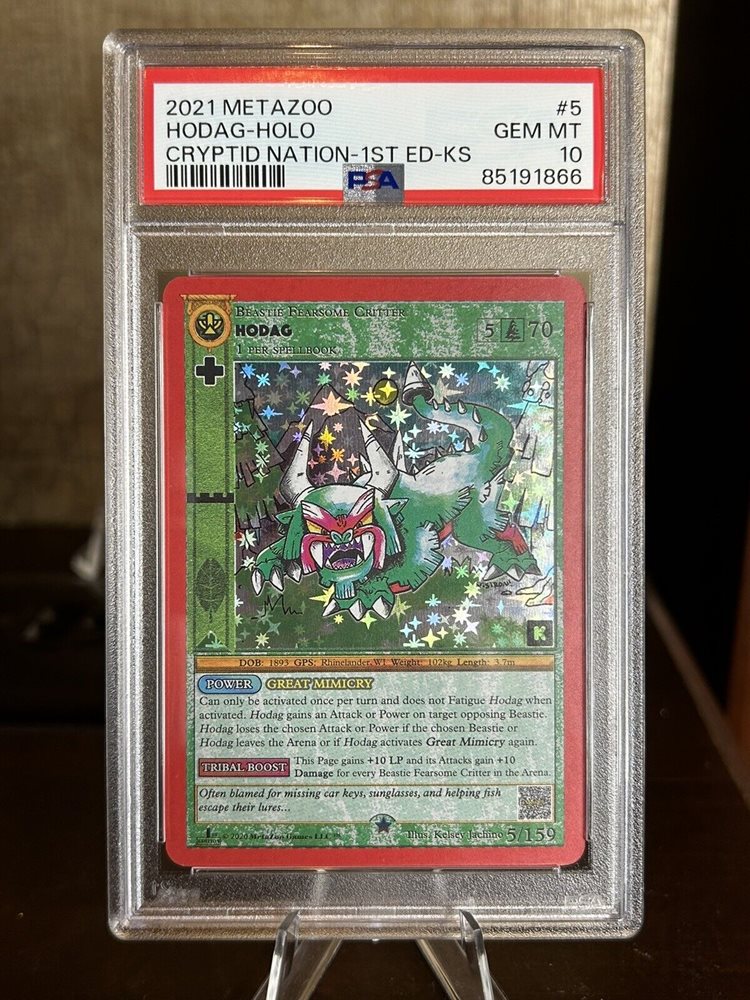 2021 METAZOO #5
HODAG-HOLO GEM MT
CRYPTID NATION-1ST ED-KS 10
PSA 85191866
BEASTIE FEARSOME CRITTER
HODAG 5 70
1 PER SPELLBOOK
K
DOB: 1893 GPS: Rhinelander, WI Weight: 102kg Length: 3.7m
POWER GREAT MIMICRY
Can only be activated once per turn and does not Fatigue Hodag when
activated. Hodag gains an Attack or Power on target opposing Beastie.
Hodag loses the chosen Attack or Power if the chosen Beastie or
Hodag leaves the Arena or if Hodag activates Great Mimicry again.
TRIBAL BOOST This Page gains +10 LP and its Attacks gain +10
Damage for every Beastie Fearsome Critter in the Arena.
Often blamed for missing car keys, sunglasses, and helping fish
escape their lures...
1ST EDITION © 2020 MetaZoo Games LLC™ Illus. Kelsey Jachino 5/159